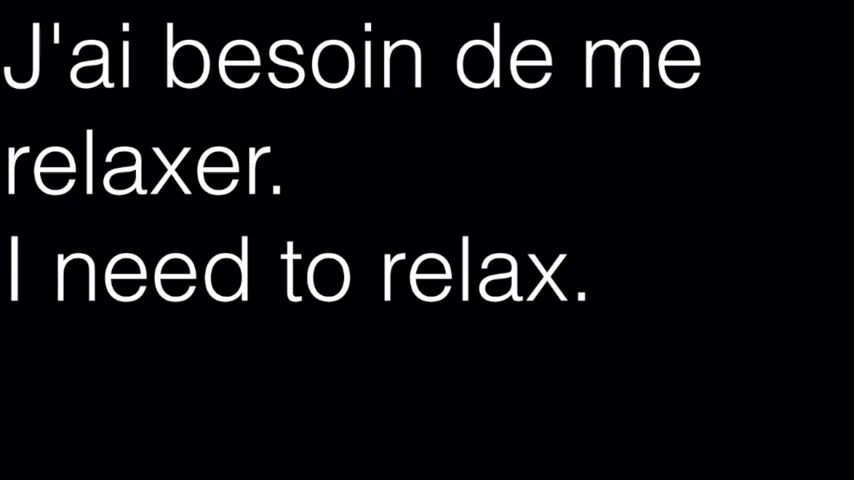 J'ai besoin de me
relaxer.
I need to relax.